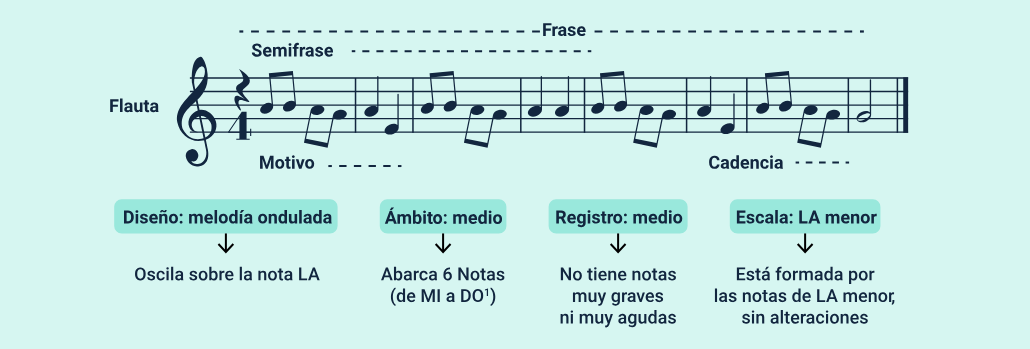 Frase
Semifrase
Flauta
4
Motivo
Cadencia
Diseño: melodía ondulada
Ámbito: medio
Registro: medio
Escala: LA menor
Oscila sobre la nota LA
Abarca 6 Notas
(de MI a DO¹)
No tiene notas
muy graves
ni muy agudas
Está formada por
las notas de LA menor,
sin alteraciones